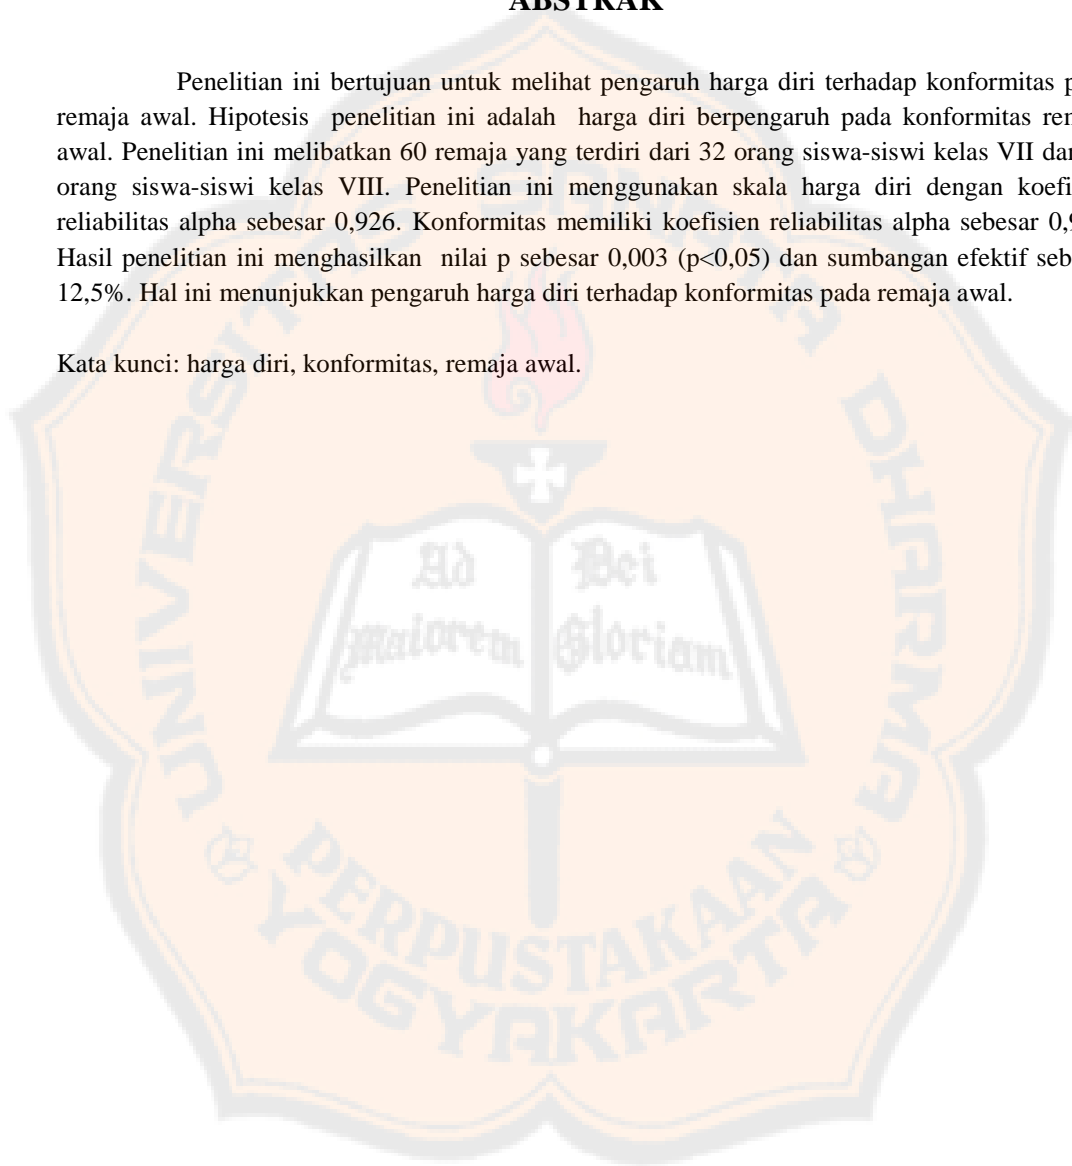 ABSTRAK
Penelitian ini bertujuan untuk melihat pengaruh harga diri terhadap konformitas p
remaja awal. Hipotesis penelitian ini adalah harga diri berpengaruh pada konformitas rem
awal. Penelitian ini melibatkan 60 remaja yang terdiri dari 32 orang siswa-siswi kelas VII dan
orang siswa-siswi kelas VIII. Penelitian ini menggunakan skala harga diri dengan koefi
reliabilitas alpha sebesar 0,926. Konformitas memiliki koefisien reliabilitas alpha sebesar 0,9
Hasil penelitian ini menghasilkan nilai p sebesar 0,003 (p<0,05) dan sumbangan efektif seb
12,5%. Hal ini menunjukkan pengaruh harga diri terhadap konformitas pada remaja awal.
Kata kunci: harga diri, konformitas, remaja awal.
UNIVERSITAS SANATA DHARMA
Ad Dei
Maiorem Gloriam
PERPUSTAKAAN
YOGYAKARTA